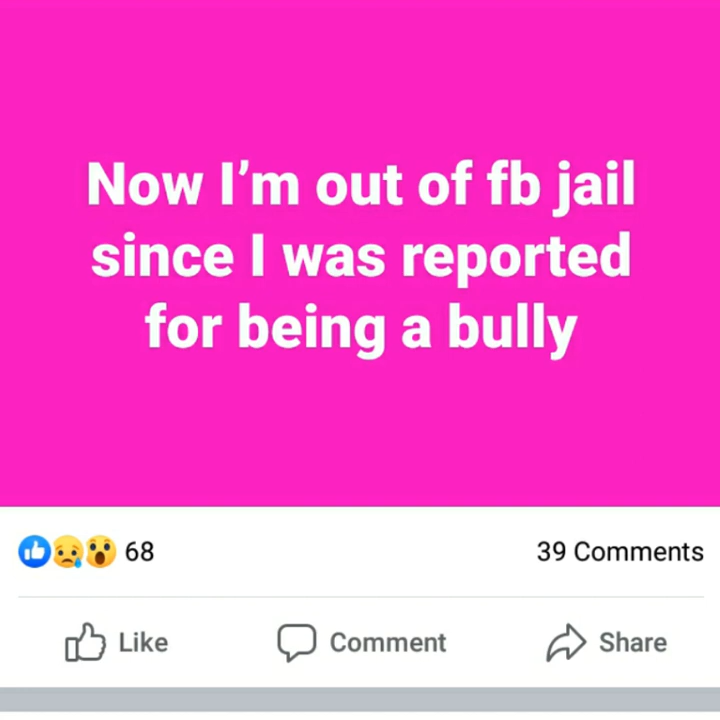 Now I'm out of fb jail
since I was reported
for being a bully
68
39 Comments
Like
Comment
Share